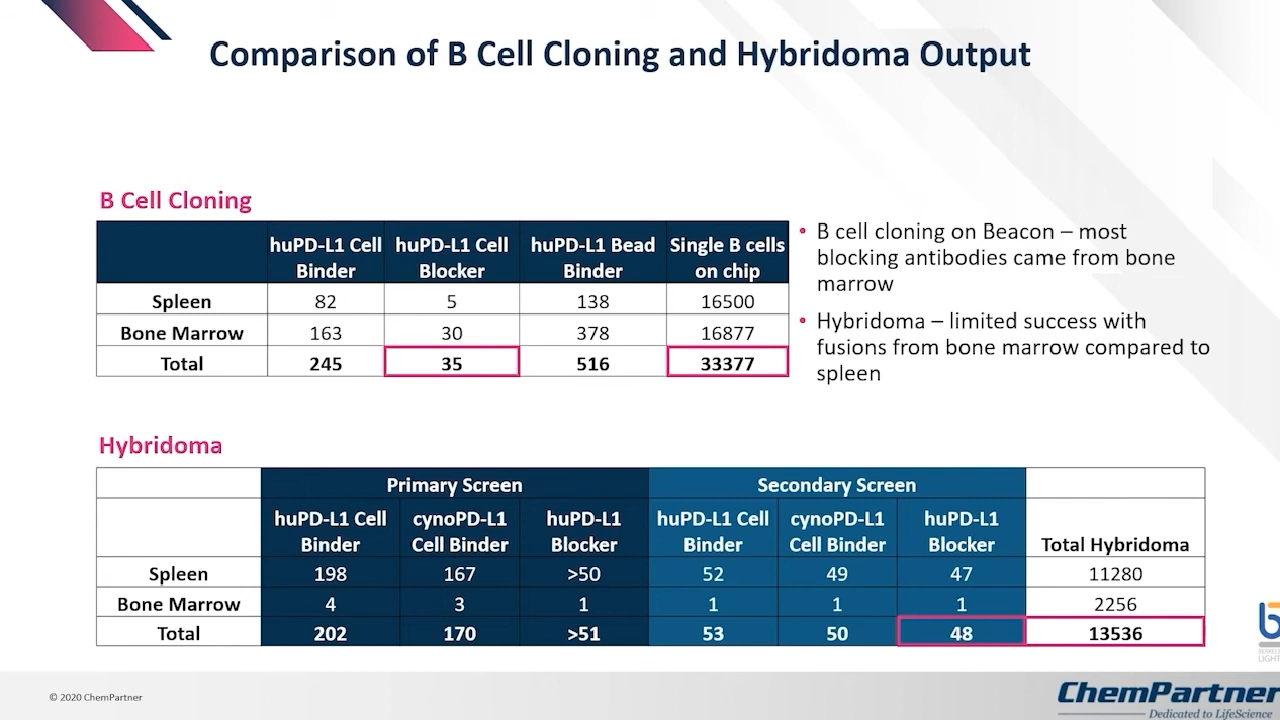 Comparison of B Cell Cloning and Hybridoma Output
B Cell Cloning
huPD-L1 Cell Binder huPD-L1 Cell Blocker huPD-L1 Bead Binder Single B cells on chip
Spleen 82 5 138 16500
Bone Marrow 163 30 378 16877
Total 245 35 516 33377
• B cell cloning on Beacon – most
blocking antibodies came from bone
marrow
• Hybridoma – limited success with
fusions from bone marrow compared to
spleen
Hybridoma
Primary Screen Secondary Screen
huPD-L1 Cell Binder cynoPD-L1 Cell Binder huPD-L1 Blocker huPD-L1 Cell Binder cynoPD-L1 Cell Binder huPD-L1 Blocker Total Hybridoma
Spleen 198 167 >50 52 49 47 11280
Bone Marrow 4 3 1 1 1 1 2256
Total 202 170 >51 53 50 48 13536
© 2020 ChemPartner
ChemPartner
Dedicated to LifeScience